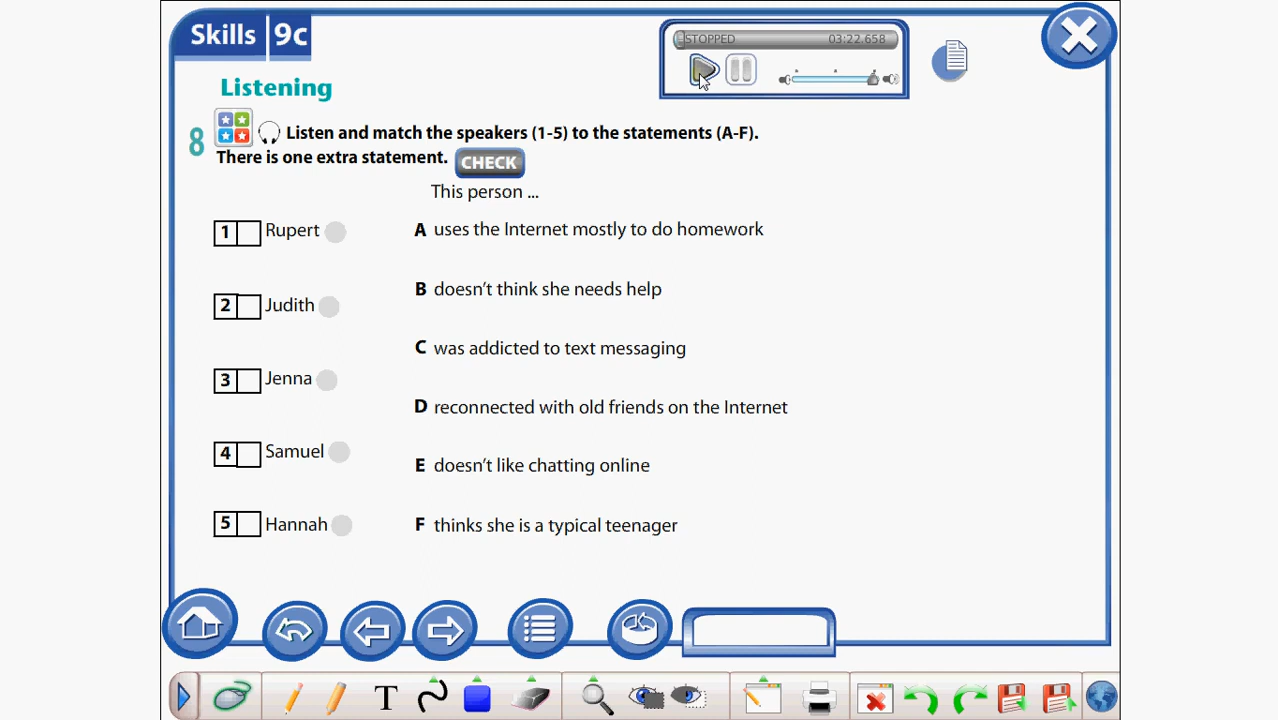 Skills 9c
STOPPED 03:22.658
Listening
8 Listen and match the speakers (1-5) to the statements (A-F).
There is one extra statement. CHECK
This person ...
1 Rupert
A uses the Internet mostly to do homework
B doesn't think she needs help
2 Judith
C was addicted to text messaging
3 Jenna
D reconnected with old friends on the Internet
4 Samuel
E doesn't like chatting online
5 Hannah
F thinks she is a typical teenager
T